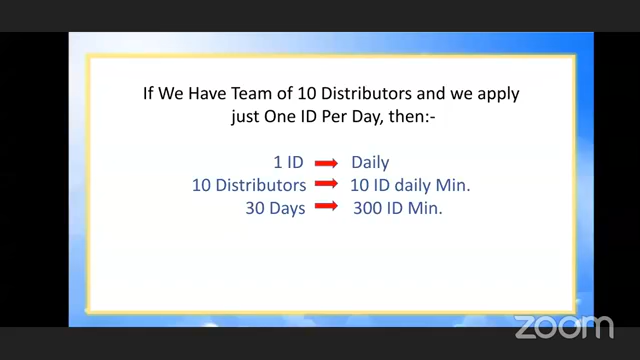 If We Have Team of 10 Distributors and we apply
just One ID Per Day, then:-
1 ID Daily
10 Distributors 10 ID daily Min.
30 Days 300 ID Min.
zoom